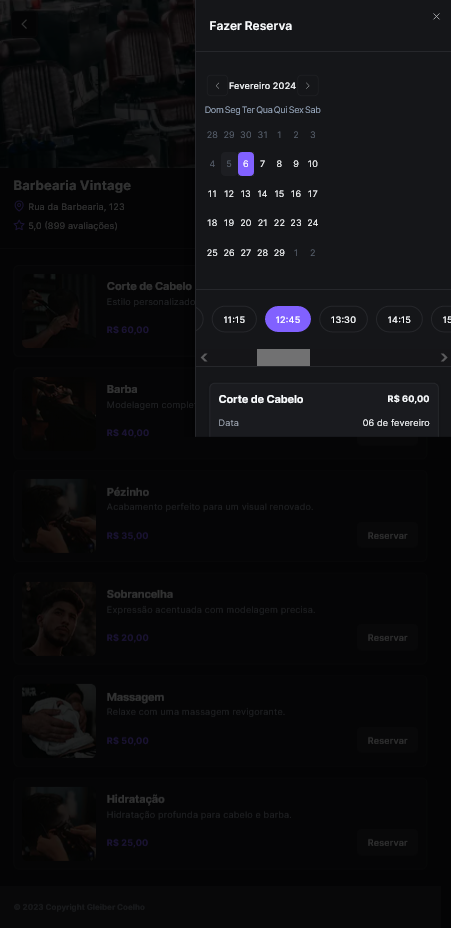 Fazer Reserva
Fevereiro 2024
Dom Seg Ter Qua Qui Sex Sab
28 29 30 31 1 2 3
4 5 6 7 8 9 10
11 12 13 14 15 16 17
18 19 20 21 22 23 24
25 26 27 28 29 1 2
11:15 12:45 13:30 14:15
Corte de Cabelo R$ 60,00
Data 06 de fevereiro
Barbearia Vintage
Rua da Barbearia, 123
5,0 (899 avaliações)
Corte de Cabelo
Estilo personalizado
R$ 60,00
Barba
Modelagem comple
R$ 40,00
Pézinho
Acabamento perfeito para um visual renovado.
R$ 35,00 Reservar
Sobrancelha
Expressão acentuada com modelagem precisa.
R$ 20,00 Reservar
Massagem
Relaxe com uma massagem revigorante.
R$ 50,00 Reservar
Hidratação
Hidratação profunda para cabelo e barba.
R$ 25,00 Reservar
© 2023 Copyright Gleiber Coelho